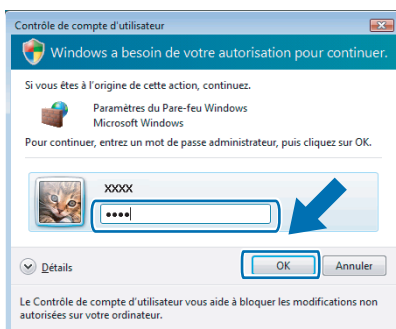 Contrôle de compte d'utilisateur
Windows a besoin de votre autorisation pour continuer.
Si vous êtes à l'origine de cette action, continuez.
Paramètres du Pare-feu Windows
Microsoft Windows
Pour continuer, entrez un mot de passe administrateur, puis cliquez sur OK.
XXXX
••••
Détails
OK
Annuler
Le Contrôle de compte d'utilisateur vous aide à bloquer les modifications non
autorisées sur votre ordinateur.